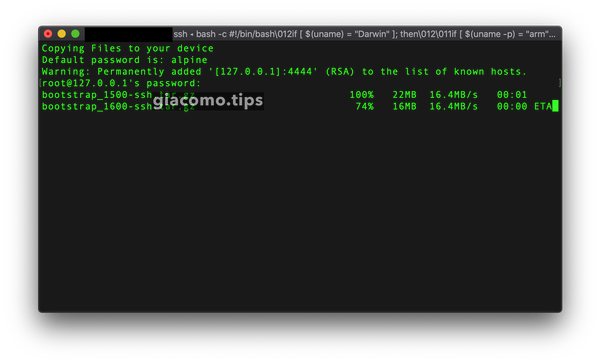 ssh • bash -c #!/bin/bash\012if [ $(uname) = "Darwin" ]; then\012\011if [ $(uname -p) = "arm"...
Copying Files to your device
Default password is: alpine
Warning: Permanently added '[127.0.0.1]:4444' (RSA) to the list of known hosts.
[root@127.0.0.1's password: ]
bootstrap_1500-ssh 100% 22MB 16.4MB/s 00:01
giacomo.tips
bootstrap_1600-ssh 74% 16MB 16.4MB/s 00:00 ETA